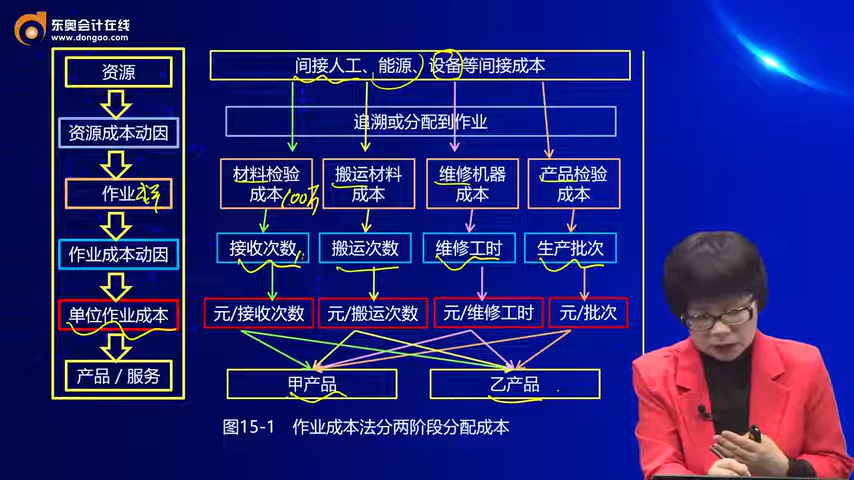 东奥会计在线
www.dongao.com
资源
资源成本动因
作业
作业成本动因
单位作业成本
产品/服务
间接人工、能源、设备等间接成本
追溯或分配到作业
材料检验成本 100万
搬运材料成本
维修机器成本
产品检验成本
接收次数
搬运次数
维修工时
生产批次
元/接收次数
元/搬运次数
元/维修工时
元/批次
甲产品
乙产品
图15-1 作业成本法分两阶段分配成本